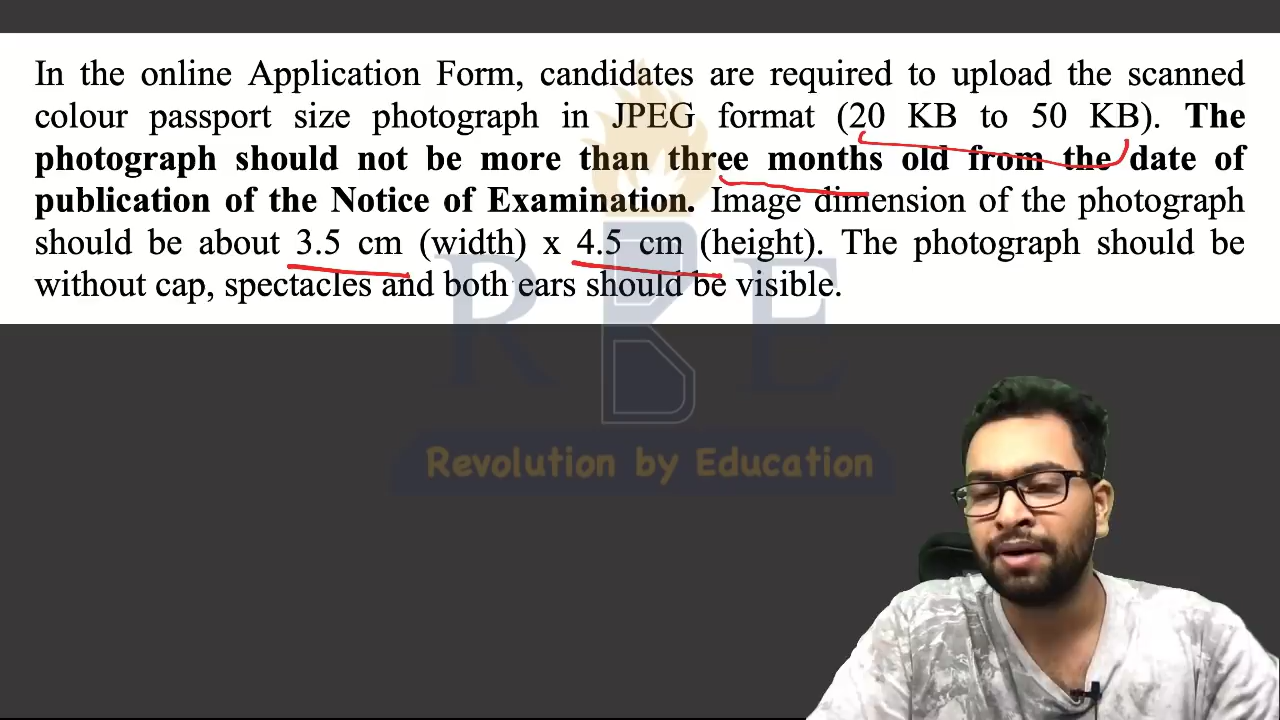 In the online Application Form, candidates are required to upload the scanned
colour passport size photograph in JPEG format (20 KB to 50 KB). The
photograph should not be more than three months old from the date of
publication of the Notice of Examination. Image dimension of the photograph
should be about 3.5 cm (width) x 4.5 cm (height). The photograph should be
without cap, spectacles and both ears should be visible.
R B E
Revolution by Education